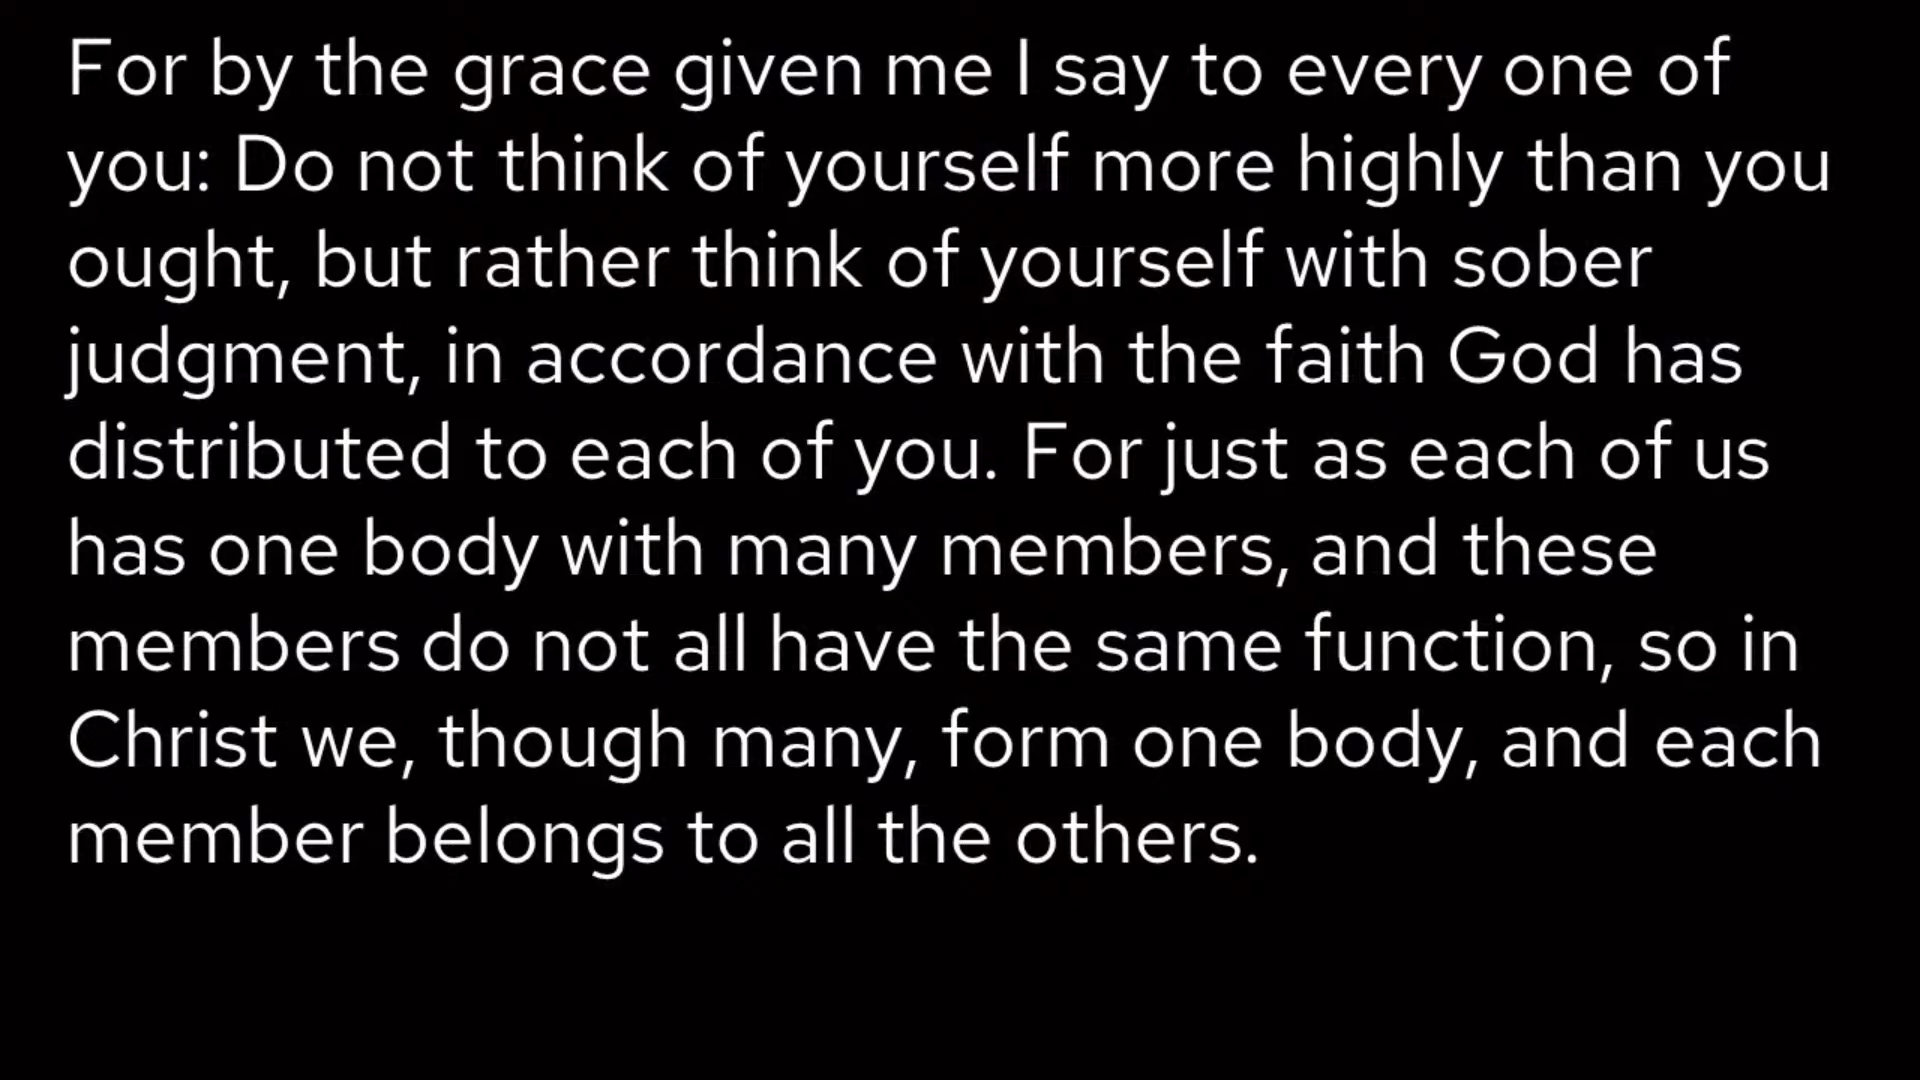 For by the grace given me I say to every one of
you: Do not think of yourself more highly than you
ought, but rather think of yourself with sober
judgment, in accordance with the faith God has
distributed to each of you. For just as each of us
has one body with many members, and these
members do not all have the same function, so in
Christ we, though many, form one body, and each
member belongs to all the others.